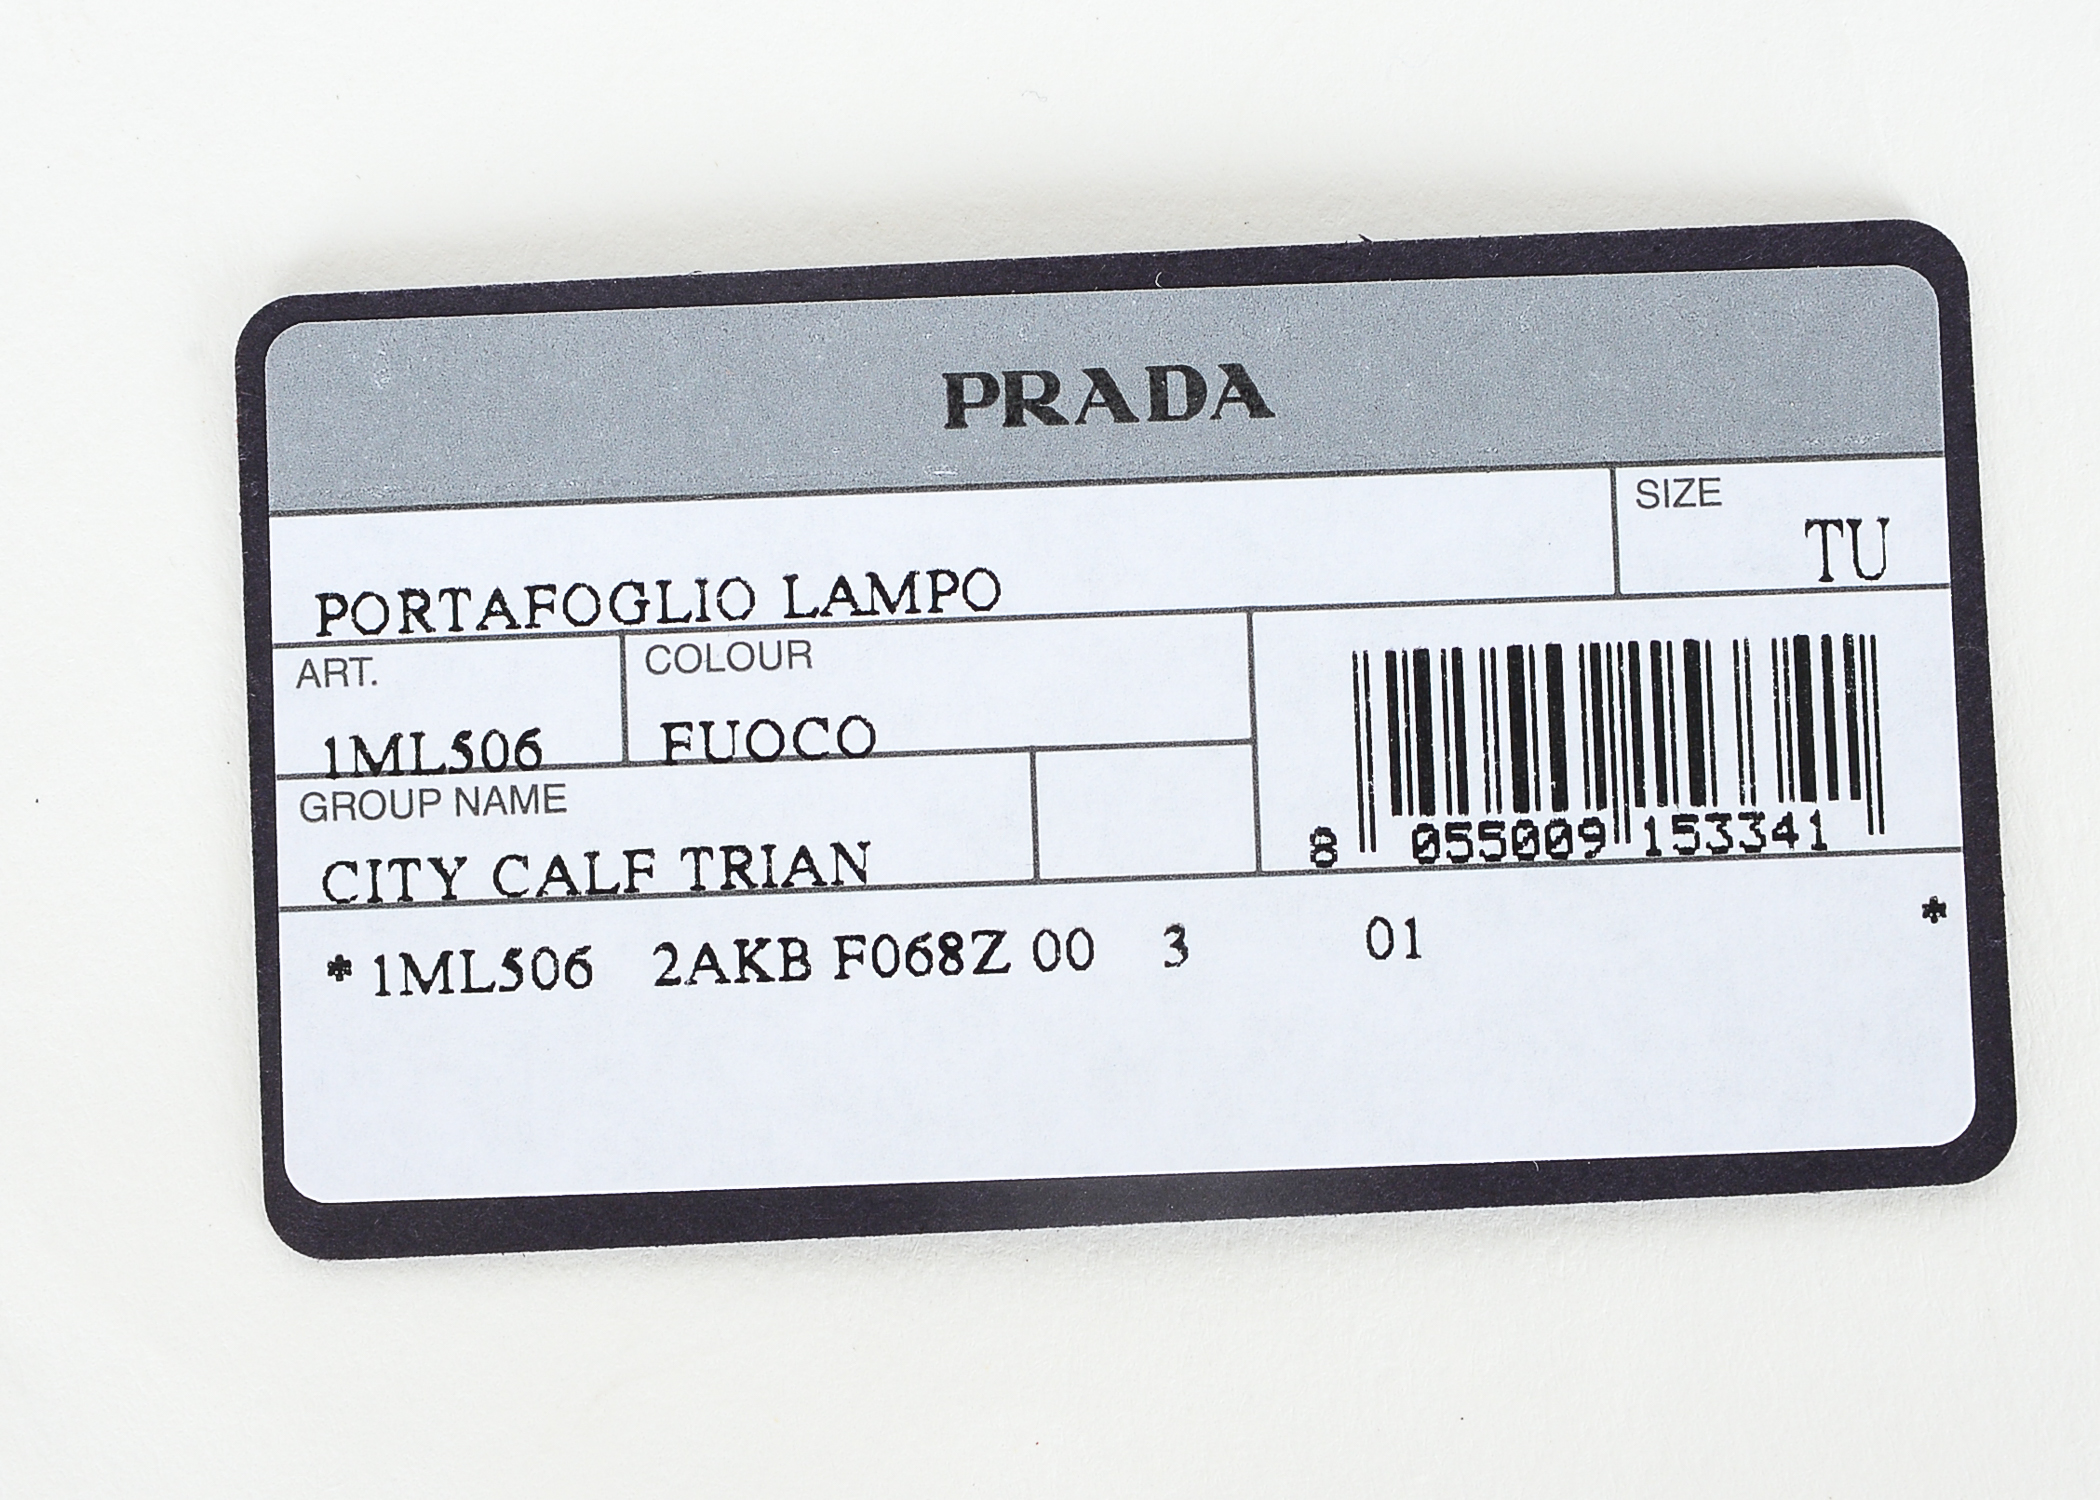 PRADA
SIZE
TU
PORTAFOGLIO LAMPO
ART.
COLOUR
1ML506
FUOCO
GROUP NAME
CITY CALF TRIAN
8 055009 153341
* 1ML506 2AKB F068Z 00 3 01 *